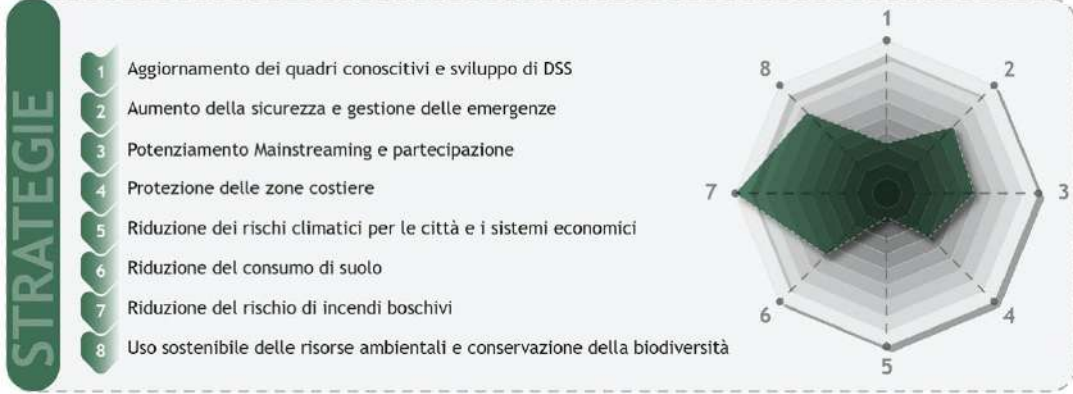 STRATEGIE
1 Aggiornamento dei quadri conoscitivi e sviluppo di DSS
2 Aumento della sicurezza e gestione delle emergenze
3 Potenziamento Mainstreaming e partecipazione
4 Protezione delle zone costiere
5 Riduzione dei rischi climatici per le città e i sistemi economici
6 Riduzione del consumo di suolo
7 Riduzione del rischio di incendi boschivi
8 Uso sostenibile delle risorse ambientali e conservazione della biodiversità
1
2
3
4
5
6
7
8